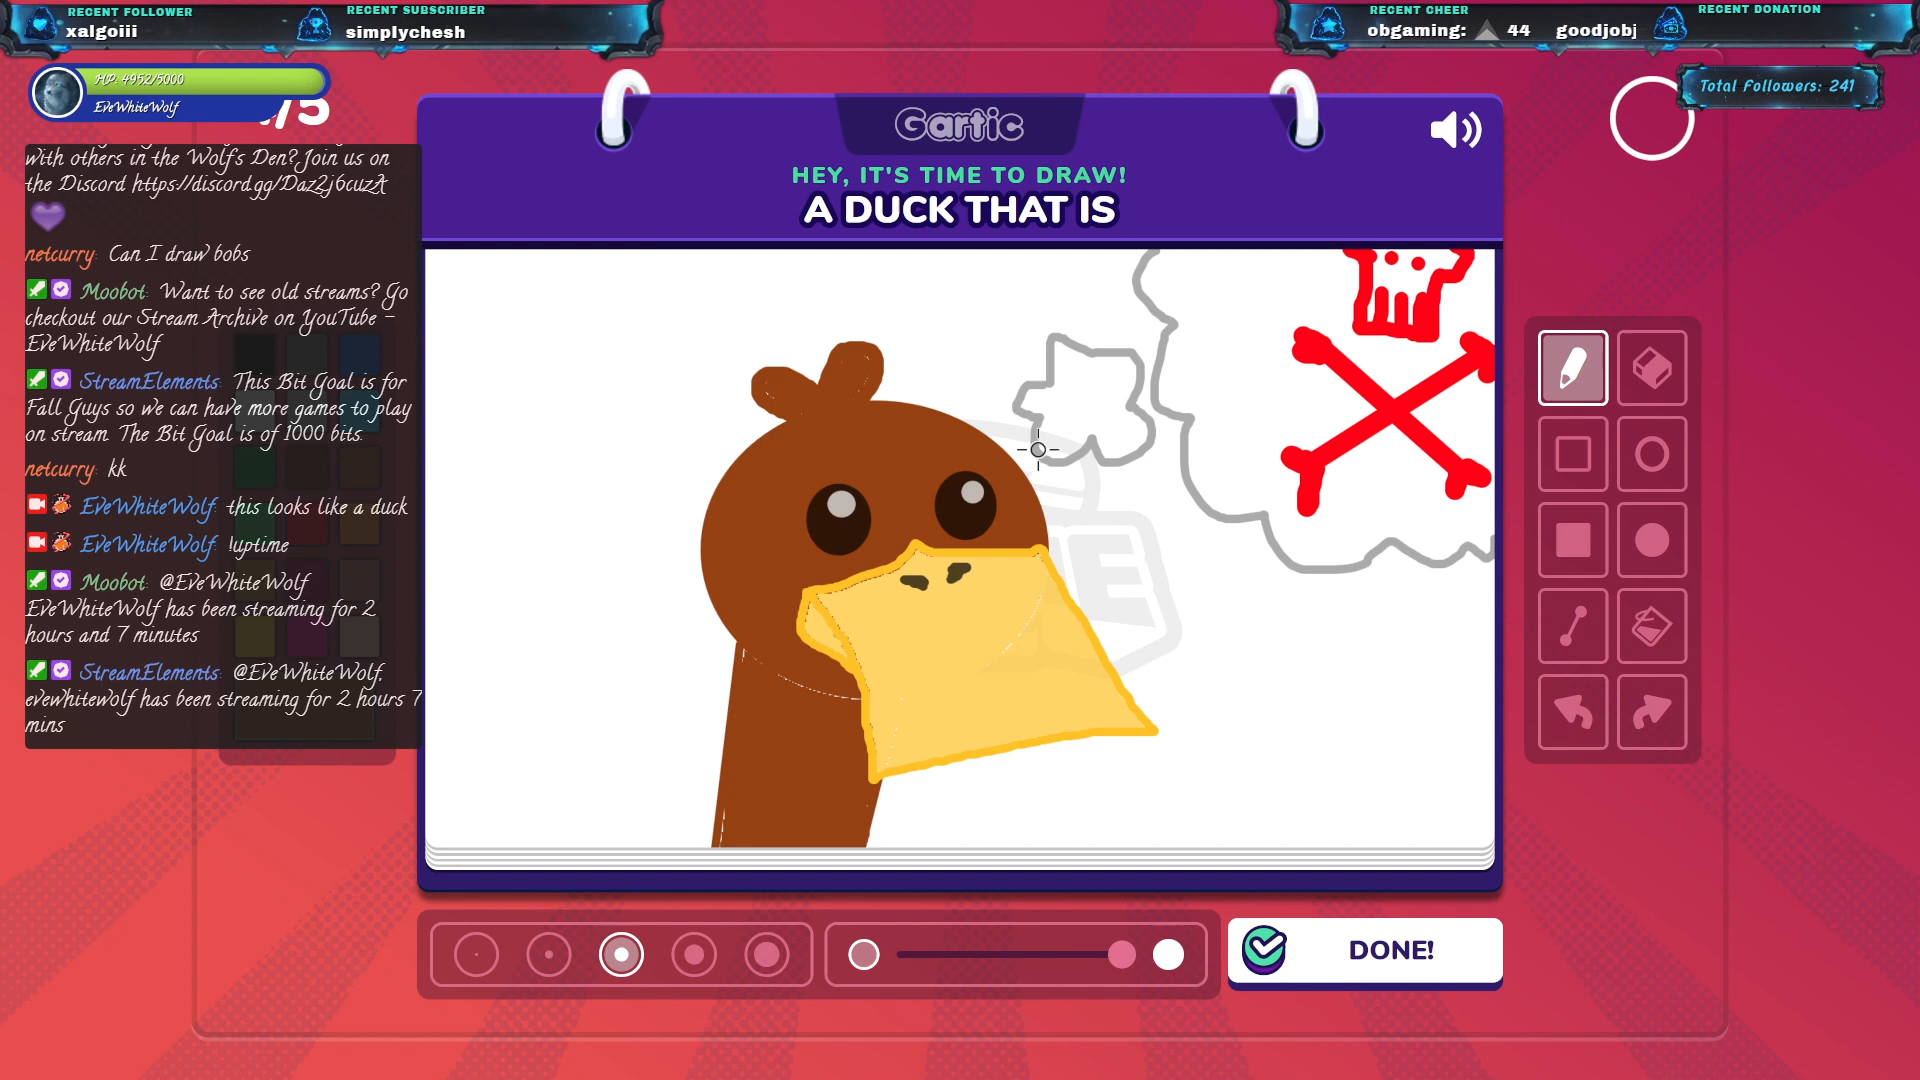 RECENT FOLLOWER
xalgoiii
RECENT SUBSCRIBER
simplychesh
RECENT CHEER
obgaming: 44 goodjobj
RECENT DONATION
Total Followers: 241
HP: 4952/5000
EveWhiteWolf
/5
with others in the Wolf's Den? Join us on
the Discord https://discord.gg/Daz2j6cuzA
netcurry: Can I draw bobs
Moobot: Want to see old streams? Go
checkout our Stream Archive on YouTube -
EveWhiteWolf
StreamElements: This Bit Goal is for
Fall Guys so we can have more games to play
on stream. The Bit Goal is of 1000 bits.
netcurry: kk
EveWhiteWolf: this looks like a duck
EveWhiteWolf: !uptime
Moobot: @EveWhiteWolf
EveWhiteWolf has been streaming for 2
hours and 7 minutes
StreamElements: @EveWhiteWolf,
evewhitewolf has been streaming for 2 hours 7
mins
Gartic
HEY, IT'S TIME TO DRAW!
A DUCK THAT IS
DONE!